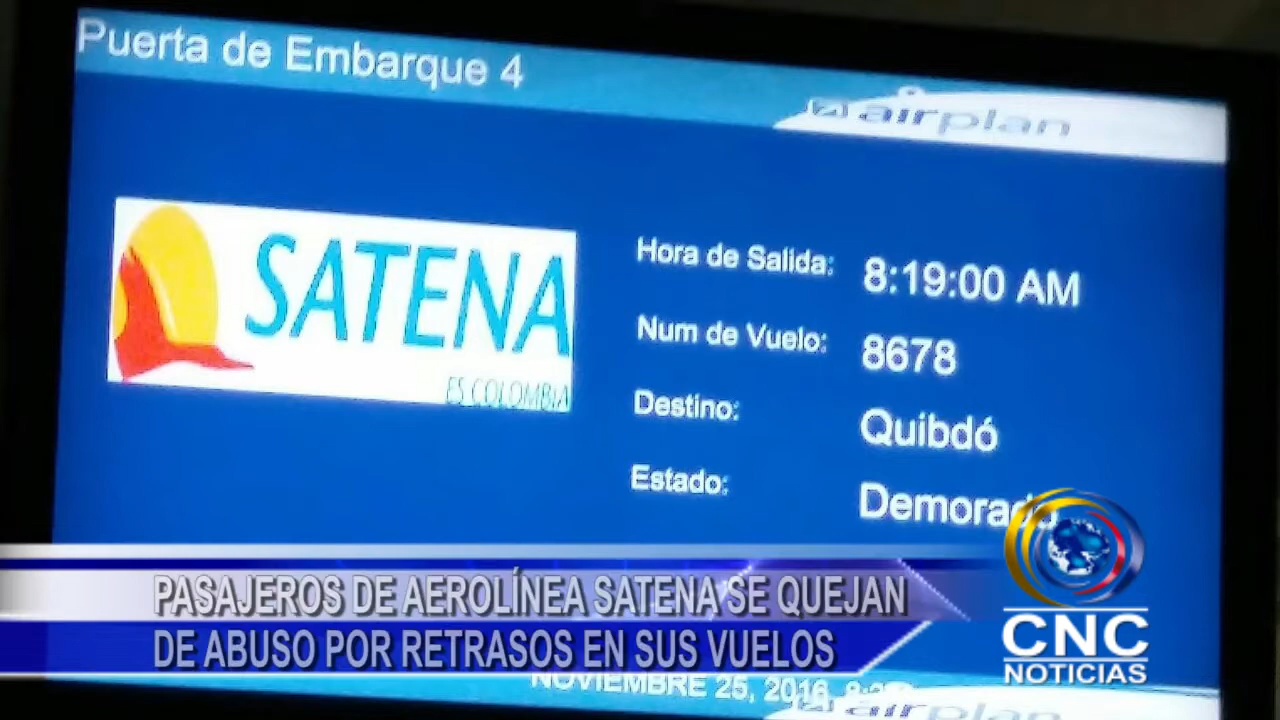 Puerta de Embarque 4
airplan
SATENA
ES COLOMBIA
Hora de Salida: 8:19:00 AM
Num de Vuelo: 8678
Destino: Quibdó
Estado: Demorado
PASAJEROS DE AEROLÍNEA SATENA SE QUEJAN
DE ABUSO POR RETRASOS EN SUS VUELOS
CNC
NOTICIAS
NOVIEMBRE 25, 2016
airplan